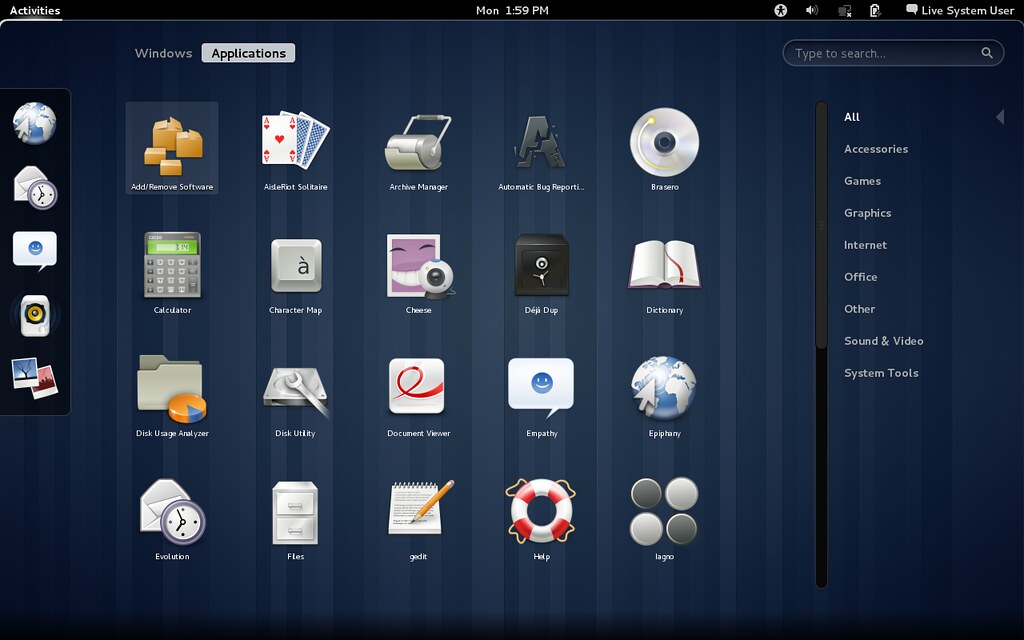 Activities
Mon 1:59 PM
Live System User
Windows Applications
Type to search...
All
Accessories
Games
Graphics
Internet
Office
Other
Sound & Video
System Tools
Add/Remove Software
AisleRiot Solitaire
Archive Manager
Automatic Bug Reporti...
Brasero
Calculator
Character Map
Cheese
Déjà Dup
Dictionary
à
Disk Usage Analyzer
Disk Utility
Document Viewer
Empathy
Epiphany
Evolution
Files
gedit
Help
Iagno